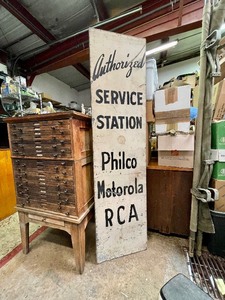 Authorized
SERVICE
STATION
Philco
Motorola
RCA